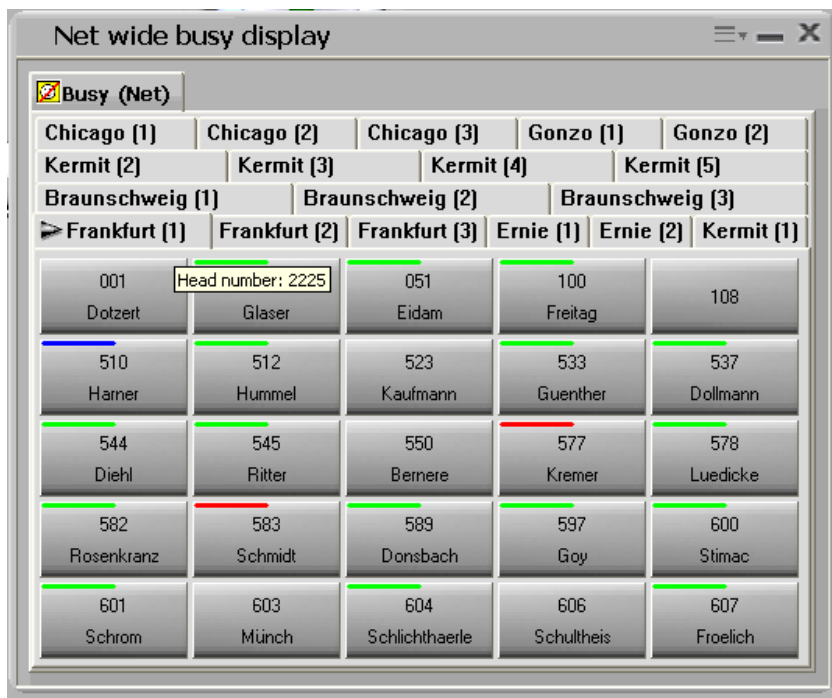 Net wide busy display
Busy (Net)
Chicago (1) Chicago (2) Chicago (3) Gonzo (1) Gonzo (2)
Kermit (2) Kermit (3) Kermit (4) Kermit (5)
Braunschweig (1) Braunschweig (2) Braunschweig (3)
Frankfurt (1) Frankfurt (2) Frankfurt (3) Ernie (1) Ernie (2) Kermit (1)
001 Head number: 2225 051 100 108
Dotzert Glaser Eidam Freitag
510 512 523 533 537
Harner Hummel Kaufmann Guenther Dollmann
544 545 550 577 578
Diehl Ritter Bernere Kremer Luedicke
582 583 589 597 600
Rosenkranz Schmidt Donsbach Goy Stimac
601 603 604 606 607
Schrom Münch Schlichthaerle Schultheis Froelich